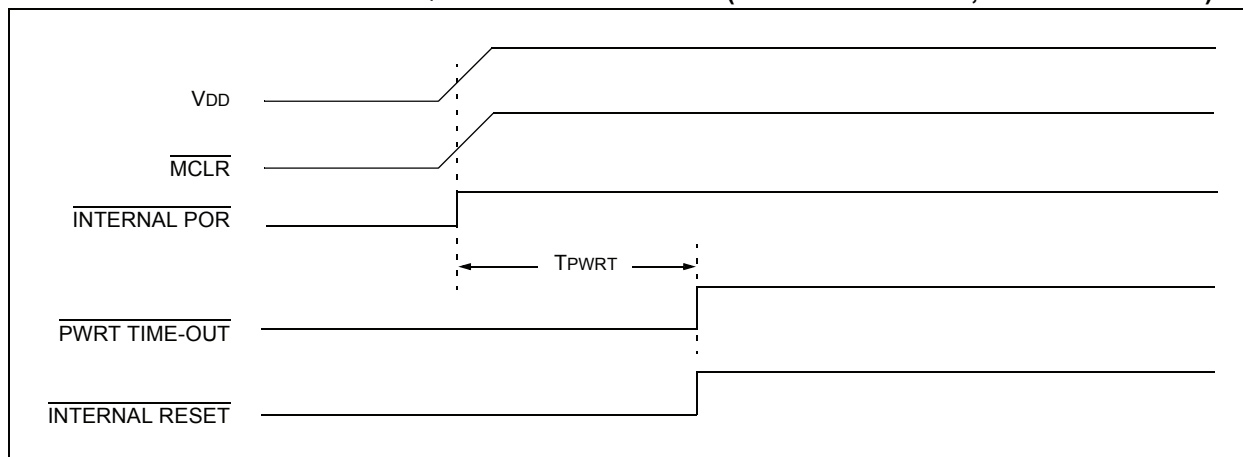 VDD
MCLR
INTERNAL POR
TPWRT
PWRT TIME-OUT
INTERNAL RESET